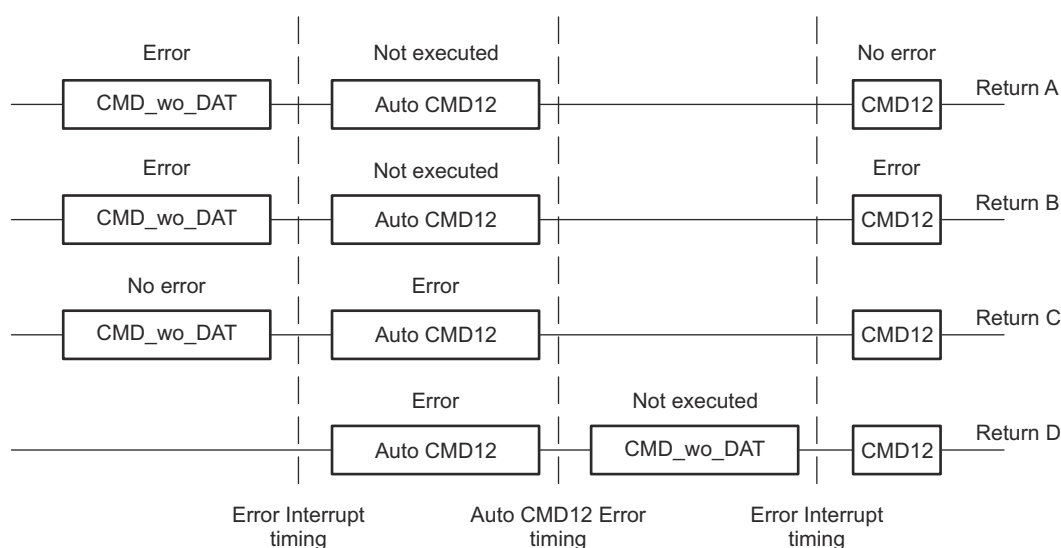 Error
Not executed
No error
CMD_wo_DAT
Auto CMD12
CMD12
Return A
Error
Not executed
Error
CMD_wo_DAT
Auto CMD12
CMD12
Return B
No error
Error
CMD_wo_DAT
Auto CMD12
CMD12
Return C
Error
Not executed
Auto CMD12
CMD_wo_DAT
CMD12
Return D
Error Interrupt
timing
Auto CMD12 Error
timing
Error Interrupt
timing